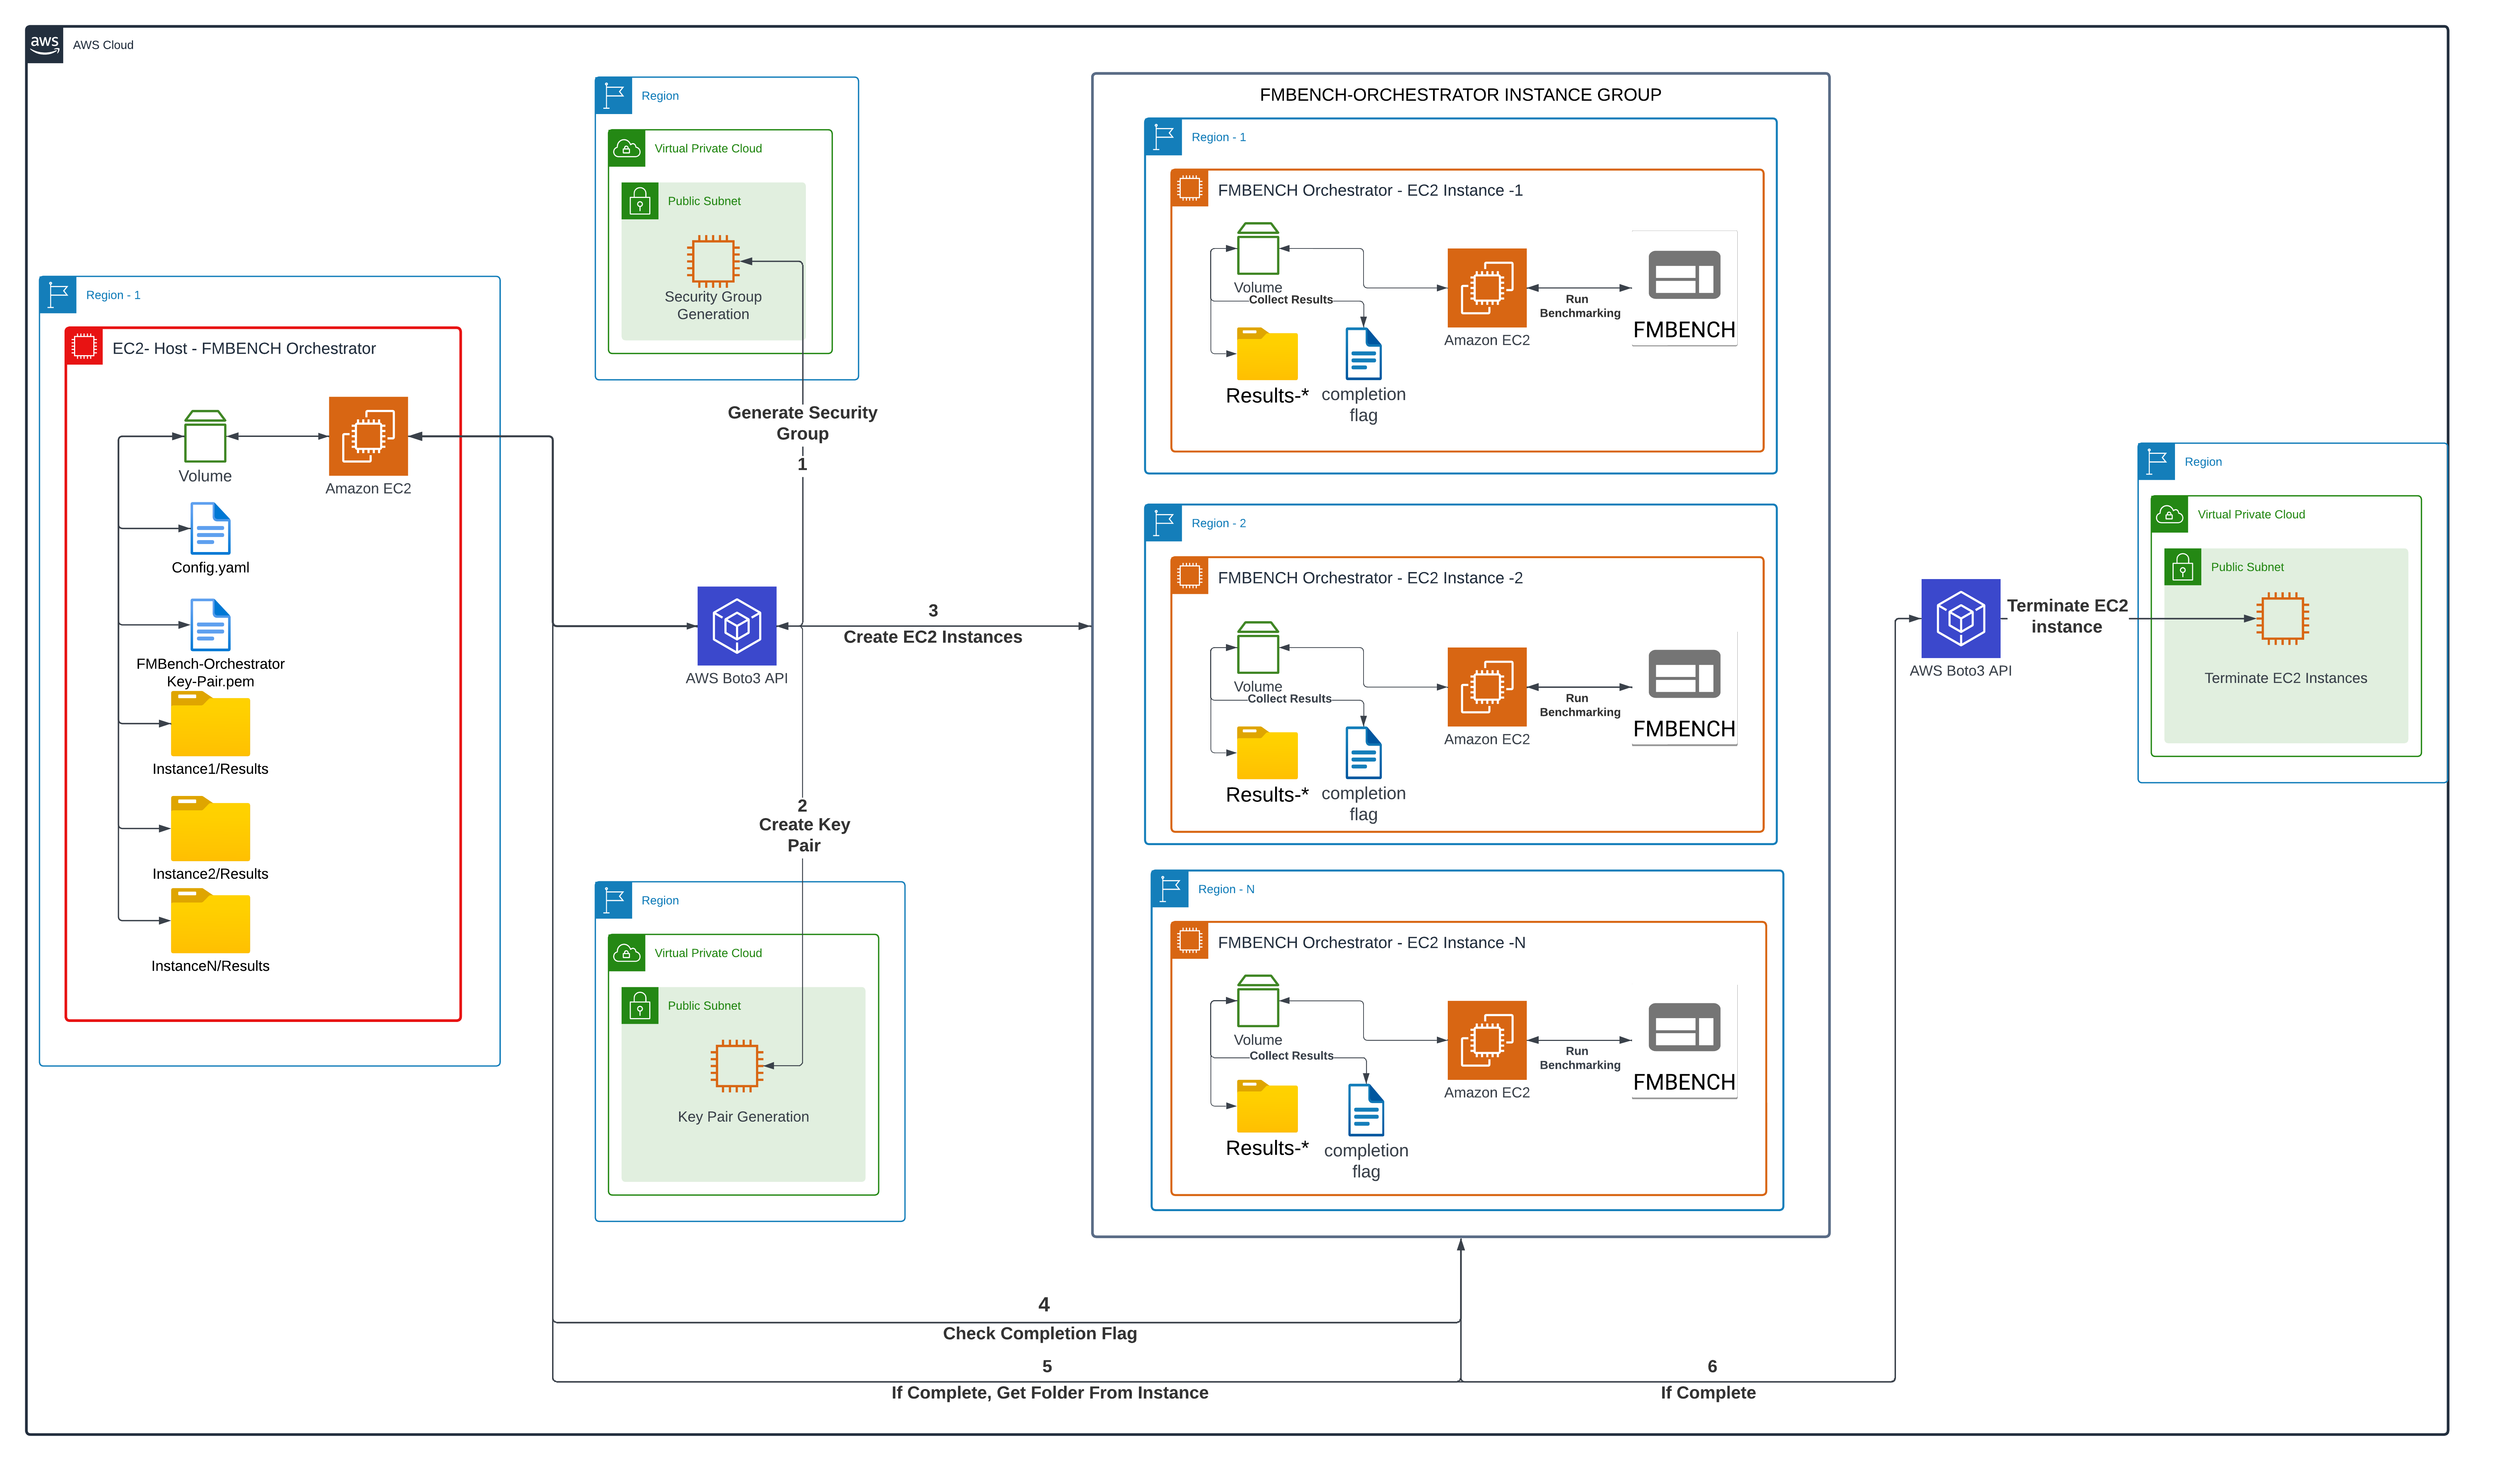 aws
AWS Cloud
Region - 1
EC2- Host - FMBENCH Orchestrator
Volume
Amazon EC2
Config.yaml
FMBench-Orchestrator
Key-Pair.pem
Instance1/Results
Instance2/Results
InstanceN/Results
Region
Virtual Private Cloud
Public Subnet
Security Group
Generation
Generate Security
Group
1
AWS Boto3 API
3
Create EC2 Instances
2
Create Key
Pair
Region
Virtual Private Cloud
Public Subnet
Key Pair Generation
FMBENCH-ORCHESTRATOR INSTANCE GROUP
Region - 1
FMBENCH Orchestrator - EC2 Instance -1
Volume
Collect Results
Results-*
completion
flag
Amazon EC2
Run
Benchmarking
FMBENCH
Region - 2
FMBENCH Orchestrator - EC2 Instance -2
Volume
Collect Results
Results-*
completion
flag
Amazon EC2
Run
Benchmarking
FMBENCH
Region - N
FMBENCH Orchestrator - EC2 Instance -N
Volume
Collect Results
Results-*
completion
flag
Amazon EC2
Run
Benchmarking
FMBENCH
4
Check Completion Flag
5
If Complete, Get Folder From Instance
6
If Complete
AWS Boto3 API
Terminate EC2
instance
Region
Virtual Private Cloud
Public Subnet
Terminate EC2 Instances